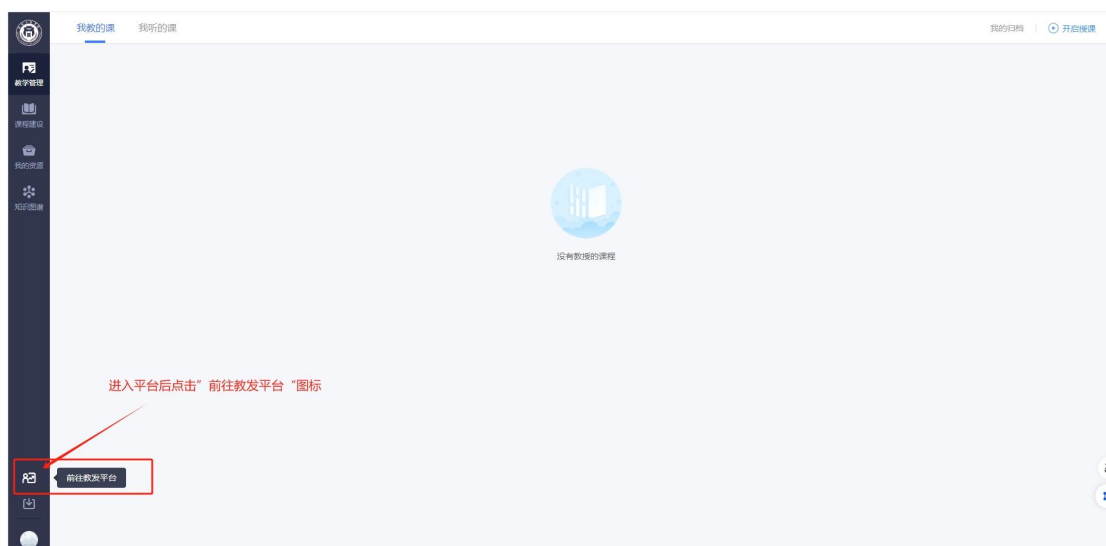 我教的课 我听的课 我的归档 开启授课
教学管理
课程建设
我的资源
知识图谱
没有教授的课程
进入平台后点击”前往教发平台“图标
前往教发平台